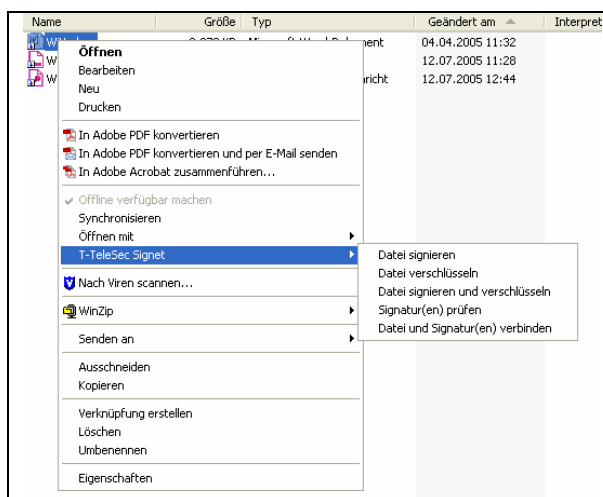 Name Größe Typ Geändert am Interpret
04.04.2005 11:32
W 12.07.2005 11:28
W richt 12.07.2005 12:44
Öffnen
Bearbeiten
Neu
Drucken
In Adobe PDF konvertieren
In Adobe PDF konvertieren und per E-Mail senden
In Adobe Acrobat zusammenführen...
Offline verfügbar machen
Synchronisieren
Öffnen mit
T-TeleSec Signet
Nach Viren scannen...
WinZip
Senden an
Ausschneiden
Kopieren
Verknüpfung erstellen
Löschen
Umbenennen
Eigenschaften
Datei signieren
Datei verschlüsseln
Datei signieren und verschlüsseln
Signatur(en) prüfen
Datei und Signatur(en) verbinden